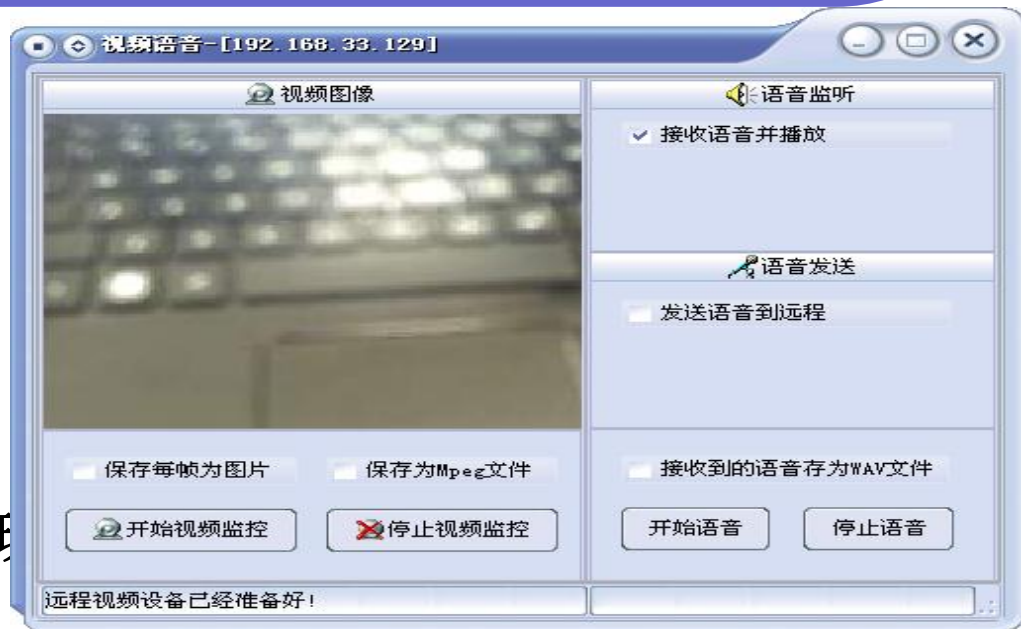 视频语音-[192.168.33.129]
视频图像
语音监听
接收语音并播放
语音发送
发送语音到远程
保存每帧为图片
保存为Mpeg文件
接收到的语音存为WAV文件
开始视频监控
停止视频监控
开始语音
停止语音
远程视频设备已经准备好!